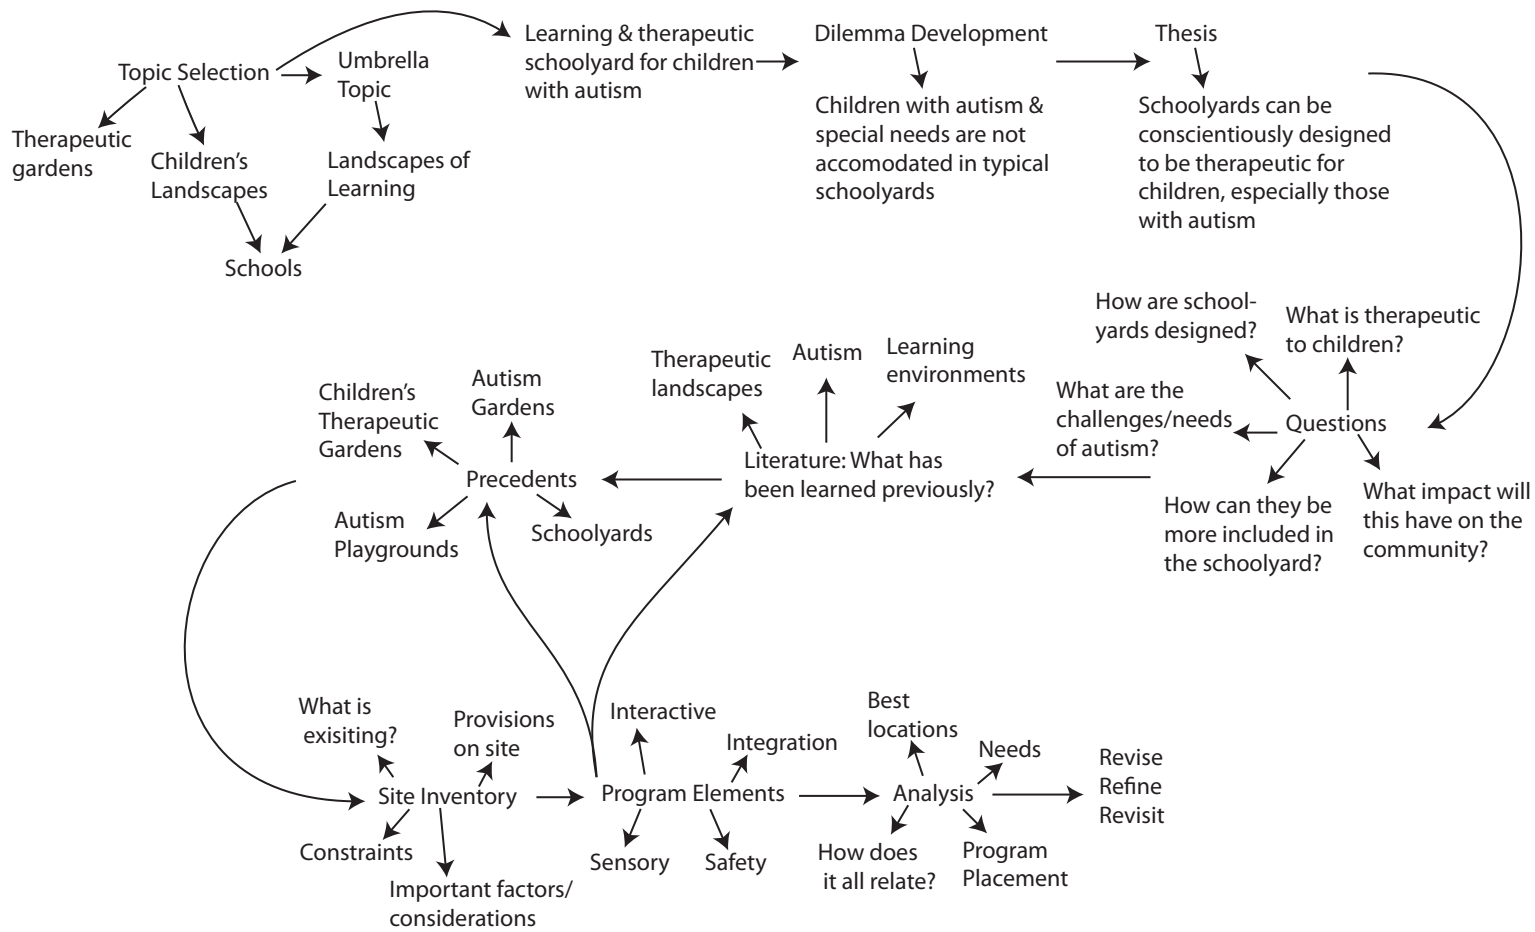 Topic Selection
Therapeutic
gardens
Children's
Landscapes
Schools
Umbrella
Topic
Landscapes of
Learning
Learning & therapeutic
schoolyard for children
with autism
Dilemma Development
Children with autism &
special needs are not
accomodated in typical
schoolyards
Thesis
Schoolyards can be
conscientiously designed
to be therapeutic for
children, especially those
with autism
Questions
How are school-
yards designed?
What is therapeutic
to children?
What are the
challenges/needs
of autism?
How can they be
more included in
the schoolyard?
What impact will
this have on the
community?
Literature: What has
been learned previously?
Therapeutic
landscapes
Autism
Learning
environments
Precedents
Children's
Therapeutic
Gardens
Autism
Gardens
Autism
Playgrounds
Schoolyards
Site Inventory
What is
exisiting?
Provisions
on site
Constraints
Important factors/
considerations
Program Elements
Interactive
Integration
Sensory
Safety
Analysis
Best
locations
Needs
How does
it all relate?
Program
Placement
Revise
Refine
Revisit